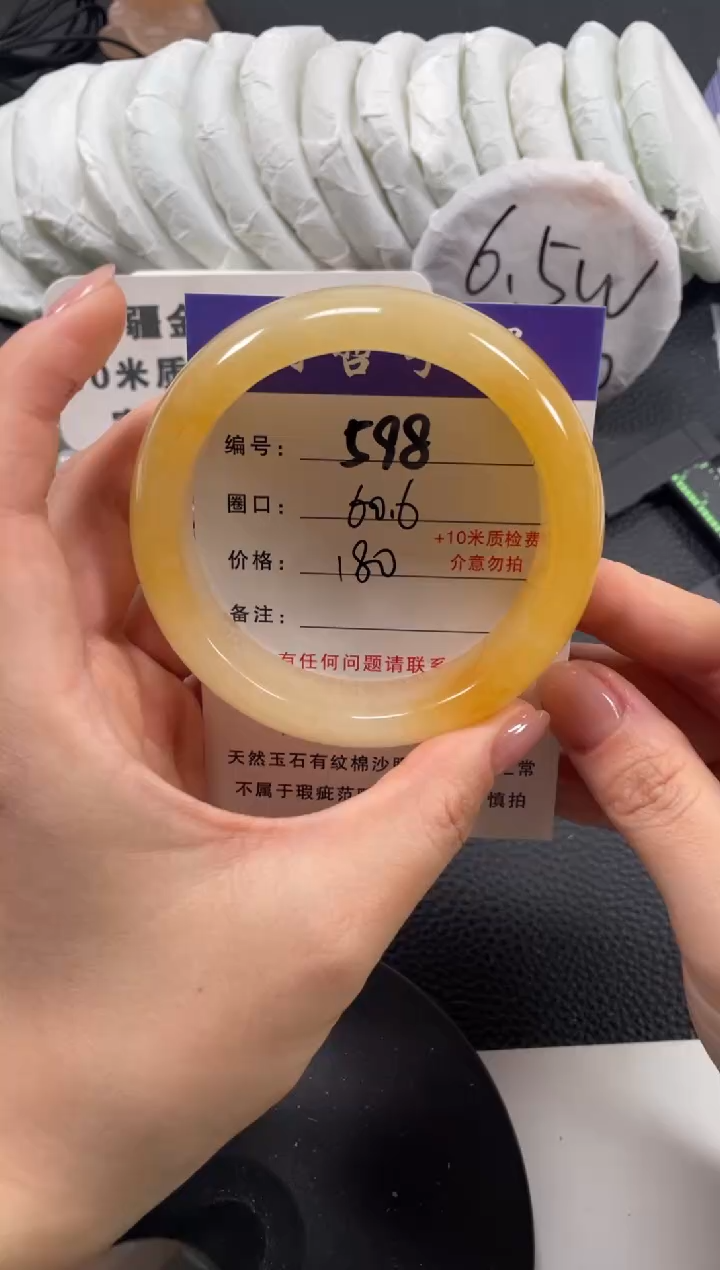 6.5W
疆金
0米质
编号： 598
圈口： 60.6
+10米质检费
价格： 180
介意勿拍
备注：
有任何问题请联系
天然玉石有纹棉沙
常
不属于瑕疵范
慎拍